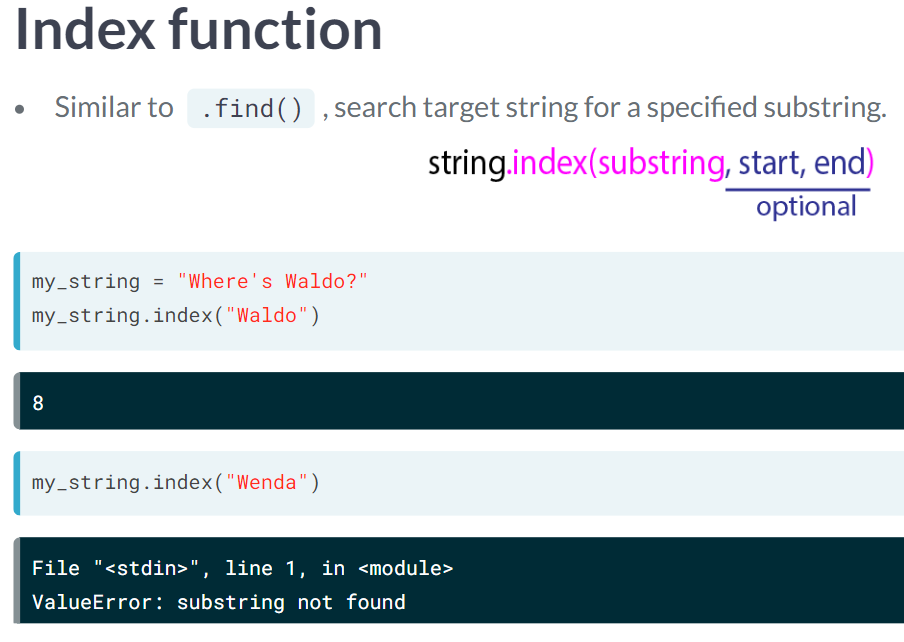 Index function
• Similar to .find() , search target string for a specified substring.
string.index(substring, start, end)
optional
my_string = "Where's Waldo?"
my_string.index("Waldo")
8
my_string.index("Wenda")
File "<stdin>", line 1, in <module>
ValueError: substring not found